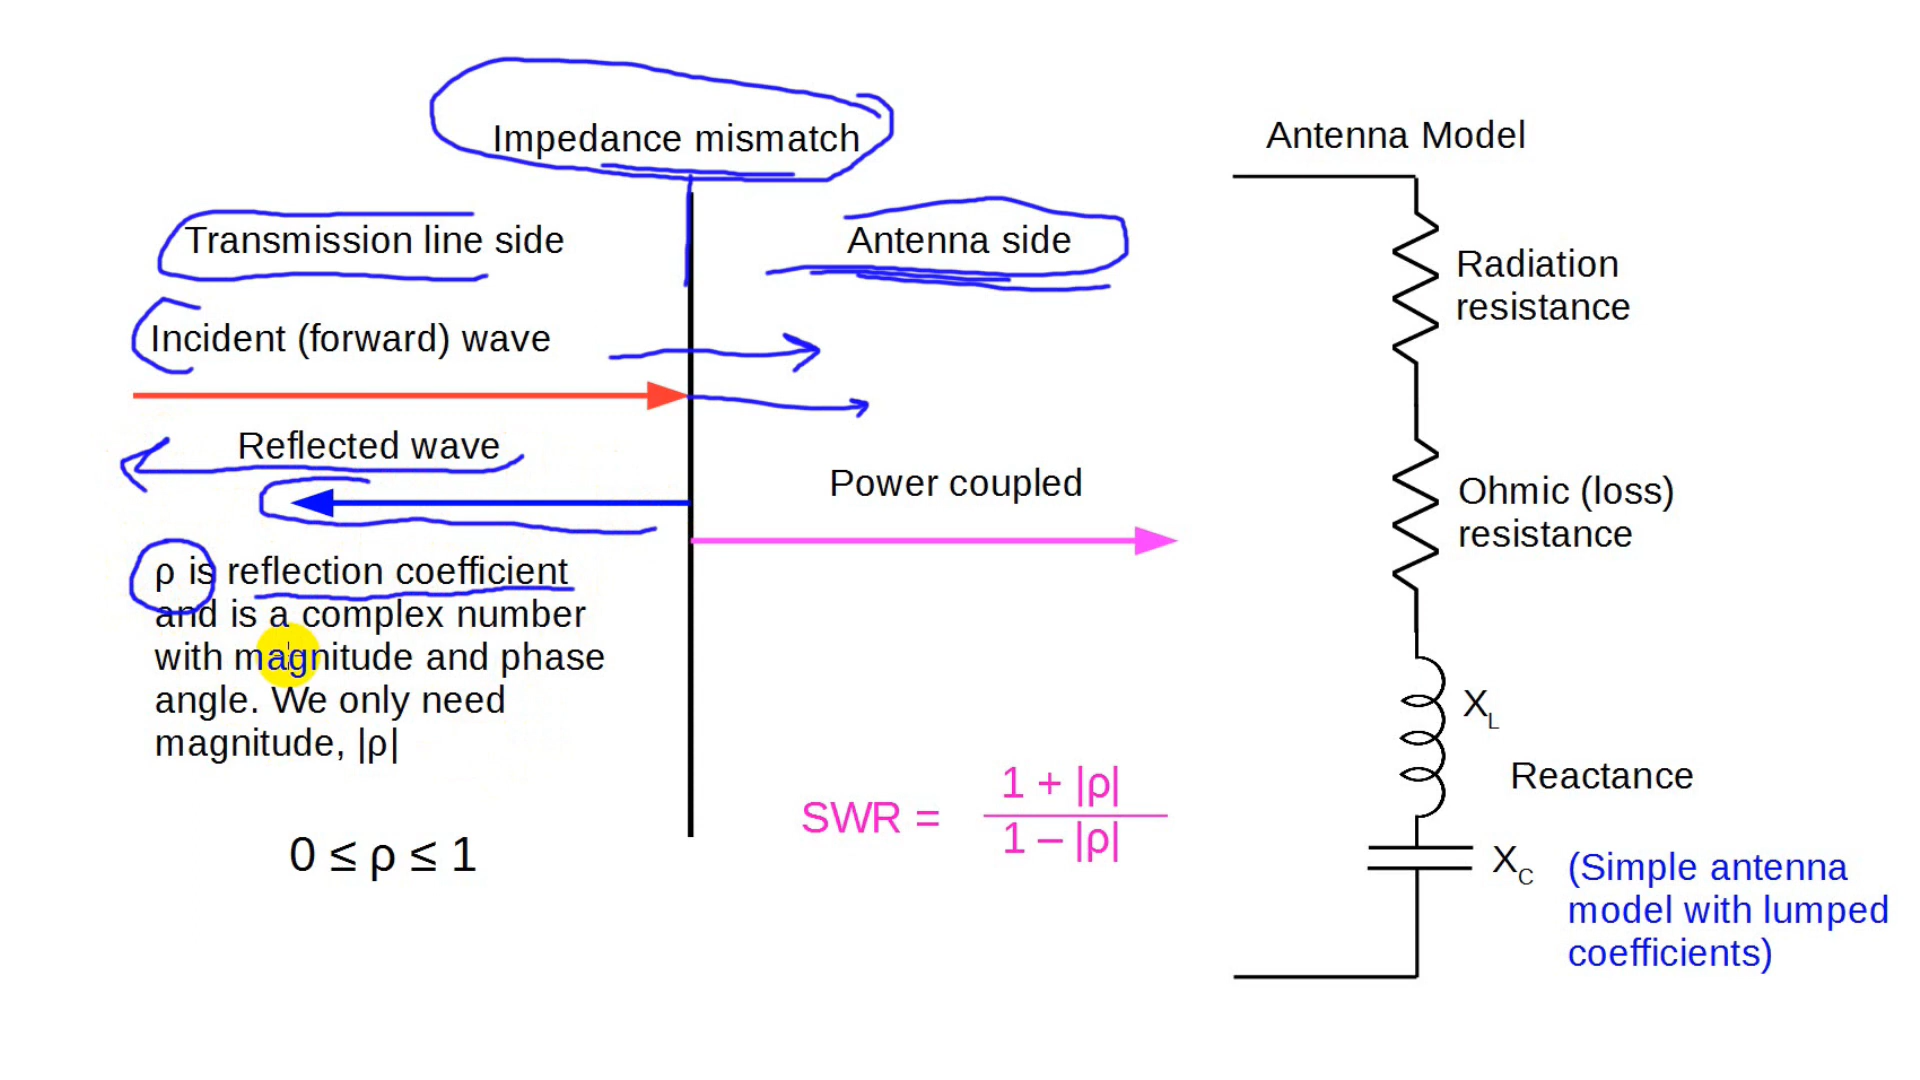 Impedance mismatch
Transmission line side
Antenna side
Incident (forward) wave
Reflected wave
Power coupled
ρ is reflection coefficient
and is a complex number
with magnitude and phase
angle. We only need
magnitude, |ρ|
0 ≤ ρ ≤ 1
SWR =
1 + |ρ|
1 – |ρ|
Antenna Model
Radiation
resistance
Ohmic (loss)
resistance
X_L
Reactance
X_C
(Simple antenna
model with lumped
coefficients)